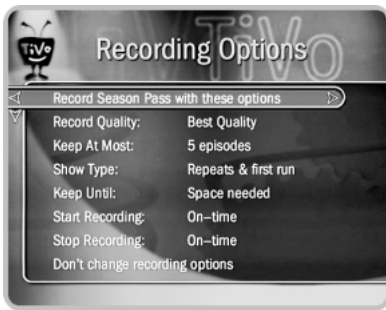 TiVo
TiVo
Recording Options
Record Season Pass with these options
Record Quality: Best Quality
Keep At Most: 5 episodes
Show Type: Repeats & first run
Keep Until: Space needed
Start Recording: On–time
Stop Recording: On–time
Don't change recording options